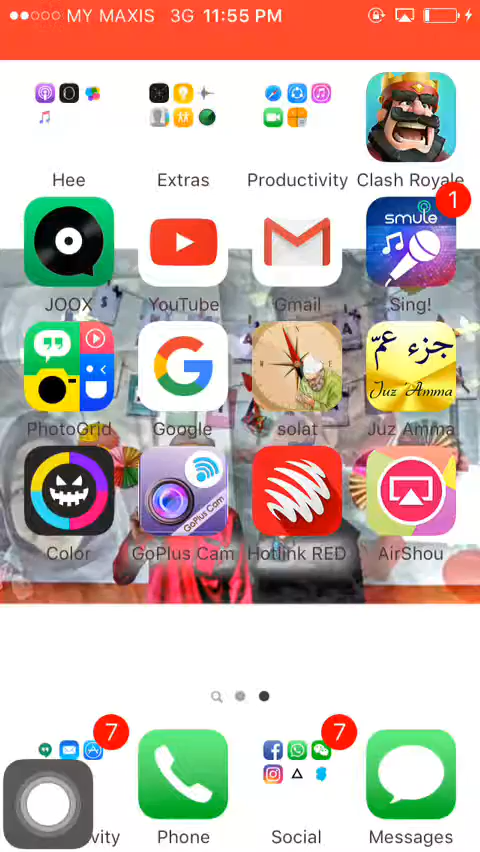 MY MAXIS 3G 11:55 PM
Hee Extras Productivity Clash Royale
1
smule
JOOX YouTube Gmail Sing!
جزء عمّ
Juz 'Amma
PhotoGrid Google solat Juz Amma
GoPlus Cam
Color GoPlus Cam Hotlink RED AirShou
7 7
ivity Phone Social Messages